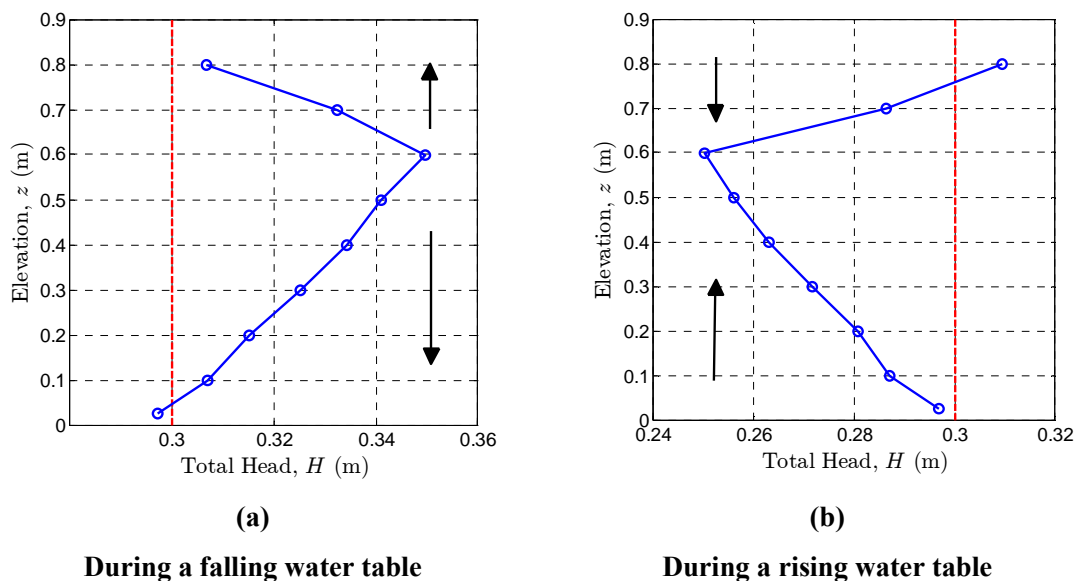 0.9
0.8
0.7
0.6
0.5
0.4
0.3
0.2
0.1
0
Elevation, z (m)
0.3 0.32 0.34 0.36
Total Head, H (m)
(a)
During a falling water table
0.9
0.8
0.7
0.6
0.5
0.4
0.3
0.2
0.1
0
Elevation, z (m)
0.24 0.26 0.28 0.3 0.32
Total Head, H (m)
(b)
During a rising water table